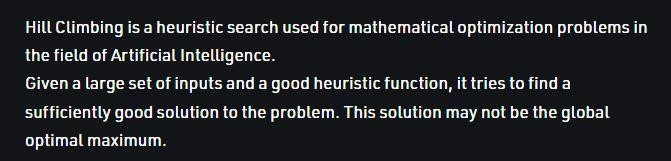 Hill Climbing is a heuristic search used for mathematical optimization problems in
the field of Artificial Intelligence.
Given a large set of inputs and a good heuristic function, it tries to find a
sufficiently good solution to the problem. This solution may not be the global
optimal maximum.